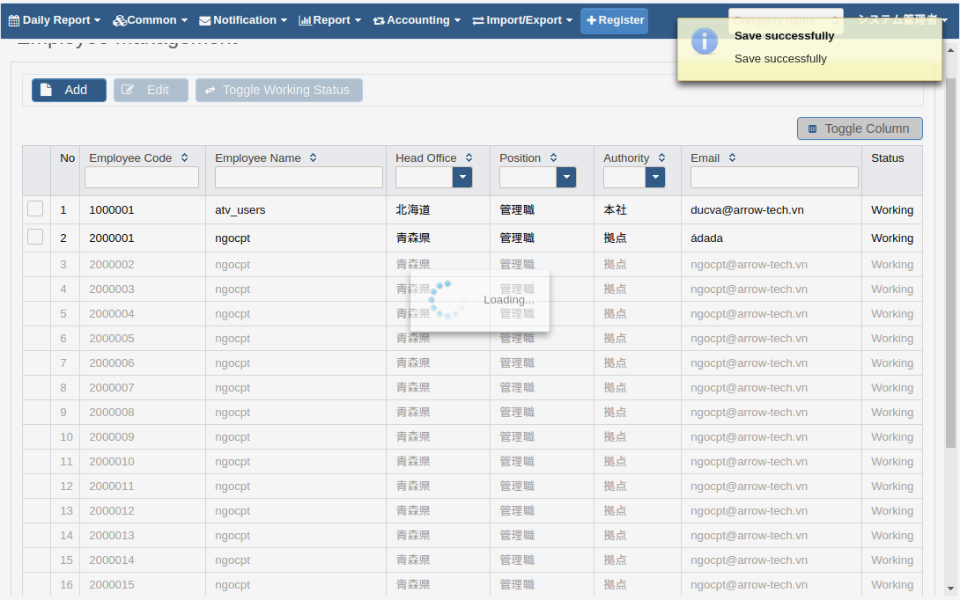 Daily Report Common Notification Report Accounting Import/Export Register システム管理者
Save successfully
Save successfully
Employee Management
Add Edit Toggle Working Status
Toggle Column
No Employee Code Employee Name Head Office Position Authority Email Status
1 1000001 atv_users 北海道 管理職 本社 ducva@arrow-tech.vn Working
2 2000001 ngocpt 青森県 管理職 拠点 ádada Working
3 2000002 ngocpt 青森県 管理職 拠点 ngocpt@arrow-tech.vn Working
4 2000003 ngocpt 青森県 管理職 拠点 ngocpt@arrow-tech.vn Working
Loading...
5 2000004 ngocpt 青森県 管理職 拠点 ngocpt@arrow-tech.vn Working
6 2000005 ngocpt 青森県 管理職 拠点 ngocpt@arrow-tech.vn Working
7 2000006 ngocpt 青森県 管理職 拠点 ngocpt@arrow-tech.vn Working
8 2000007 ngocpt 青森県 管理職 拠点 ngocpt@arrow-tech.vn Working
9 2000008 ngocpt 青森県 管理職 拠点 ngocpt@arrow-tech.vn Working
10 2000009 ngocpt 青森県 管理職 拠点 ngocpt@arrow-tech.vn Working
11 2000010 ngocpt 青森県 管理職 拠点 ngocpt@arrow-tech.vn Working
12 2000011 ngocpt 青森県 管理職 拠点 ngocpt@arrow-tech.vn Working
13 2000012 ngocpt 青森県 管理職 拠点 ngocpt@arrow-tech.vn Working
14 2000013 ngocpt 青森県 管理職 拠点 ngocpt@arrow-tech.vn Working
15 2000014 ngocpt 青森県 管理職 拠点 ngocpt@arrow-tech.vn Working
16 2000015 ngocpt 青森県 管理職 拠点 ngocpt@arrow-tech.vn Working